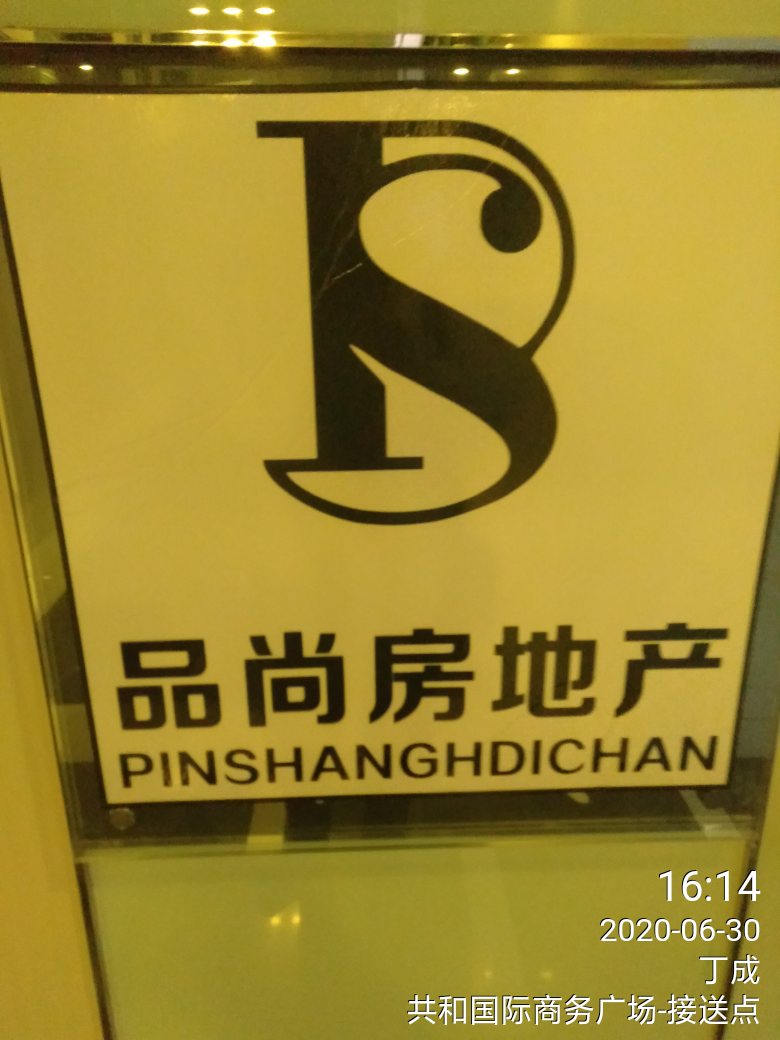 PS
品尚房地产
PINSHANGHDICHAN
16:14
2020-06-30
丁成
共和国际商务广场-接送点